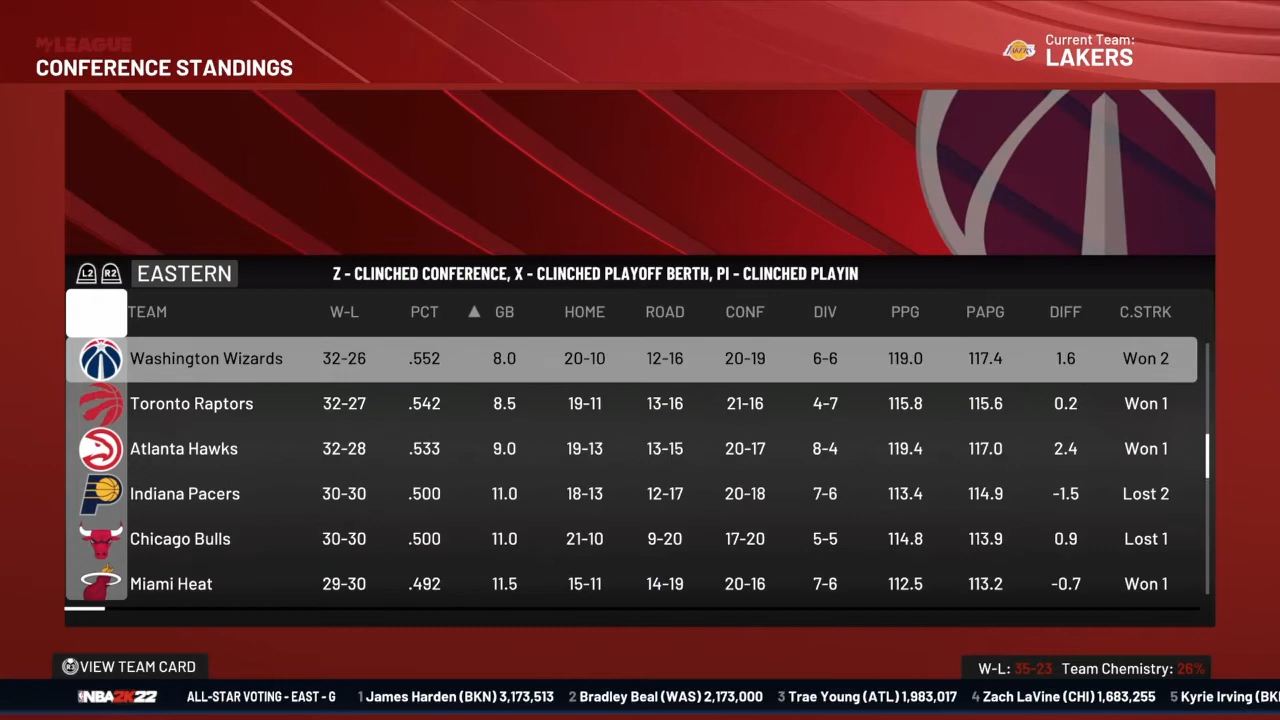 MyLEAGUE
CONFERENCE STANDINGS
Current Team:
LAKERS
L2 R2 EASTERN Z - CLINCHED CONFERENCE, X - CLINCHED PLAYOFF BERTH, PI - CLINCHED PLAYIN
TEAM W-L PCT GB HOME ROAD CONF DIV PPG PAPG DIFF C.STRK
Washington Wizards 32-26 .552 8.0 20-10 12-16 20-19 6-6 119.0 117.4 1.6 Won 2
Toronto Raptors 32-27 .542 8.5 19-11 13-16 21-16 4-7 115.8 115.6 0.2 Won 1
Atlanta Hawks 32-28 .533 9.0 19-13 13-15 20-17 8-4 119.4 117.0 2.4 Won 1
Indiana Pacers 30-30 .500 11.0 18-13 12-17 20-18 7-6 113.4 114.9 -1.5 Lost 2
Chicago Bulls 30-30 .500 11.0 21-10 9-20 17-20 5-5 114.8 113.9 0.9 Lost 1
Miami Heat 29-30 .492 11.5 15-11 14-19 20-16 7-6 112.5 113.2 -0.7 Won 1
R3 VIEW TEAM CARD
W-L: 35-23 Team Chemistry: 26%
NBA2K22 ALL-STAR VOTING - EAST - G 1 James Harden (BKN) 3,173,513 2 Bradley Beal (WAS) 2,173,000 3 Trae Young (ATL) 1,983,017 4 Zach LaVine (CHI) 1,683,255 5 Kyrie Irving (BK